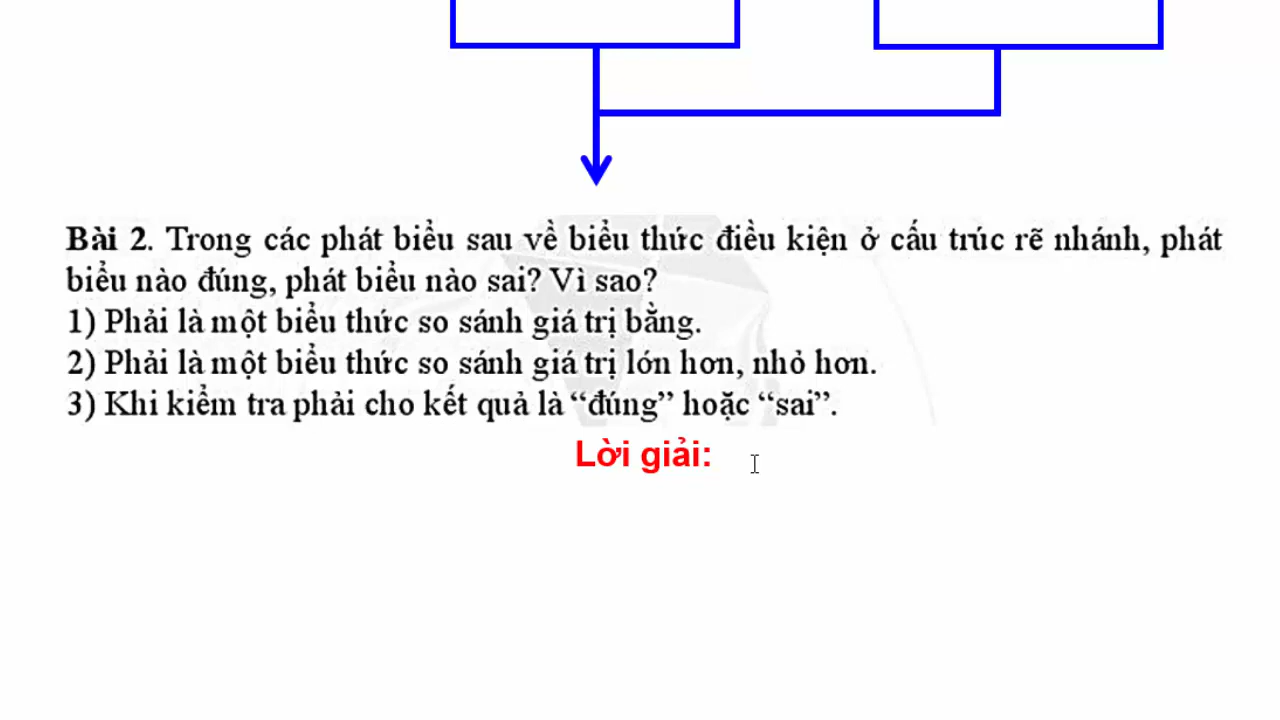 Bài 2. Trong các phát biểu sau về biểu thức điều kiện ở cấu trúc rẽ nhánh, phát
biểu nào đúng, phát biểu nào sai? Vì sao?
1) Phải là một biểu thức so sánh giá trị bằng.
2) Phải là một biểu thức so sánh giá trị lớn hơn, nhỏ hơn.
3) Khi kiểm tra phải cho kết quả là “đúng” hoặc “sai”.
Lời giải: